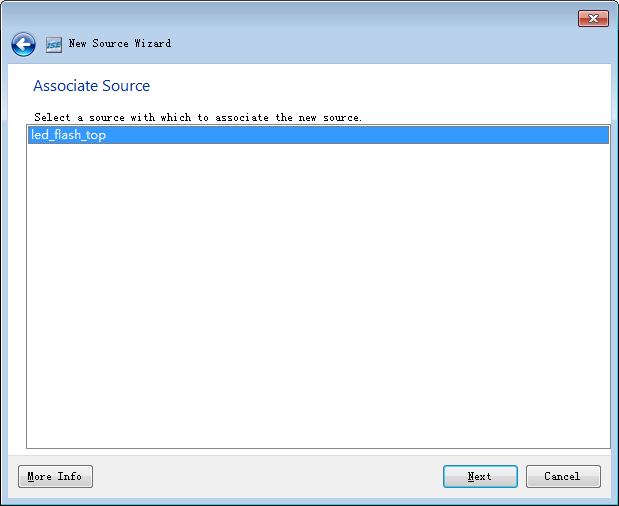 ISE New Source Wizard
Associate Source
Select a source with which to associate the new source.
led_flash_top
More Info
Next
Cancel